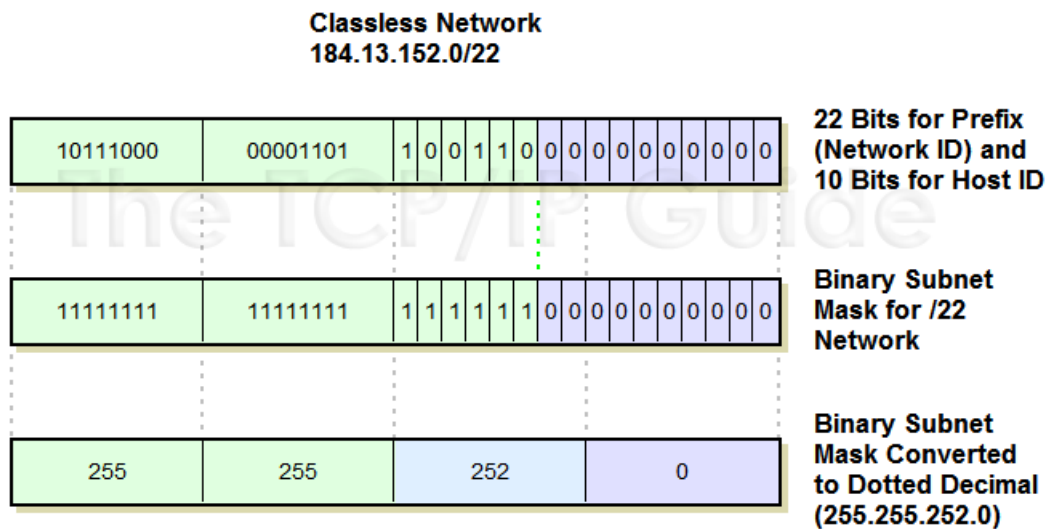 Classless Network
184.13.152.0/22
10111000 00001101 1 0 0 1 1 0 0 0 0 0 0 0 0 0 0 0
22 Bits for Prefix
(Network ID) and
10 Bits for Host ID
The TCP/IP Guide
11111111 11111111 1 1 1 1 1 1 0 0 0 0 0 0 0 0 0 0
Binary Subnet
Mask for /22
Network
255 255 252 0
Binary Subnet
Mask Converted
to Dotted Decimal
(255.255.252.0)